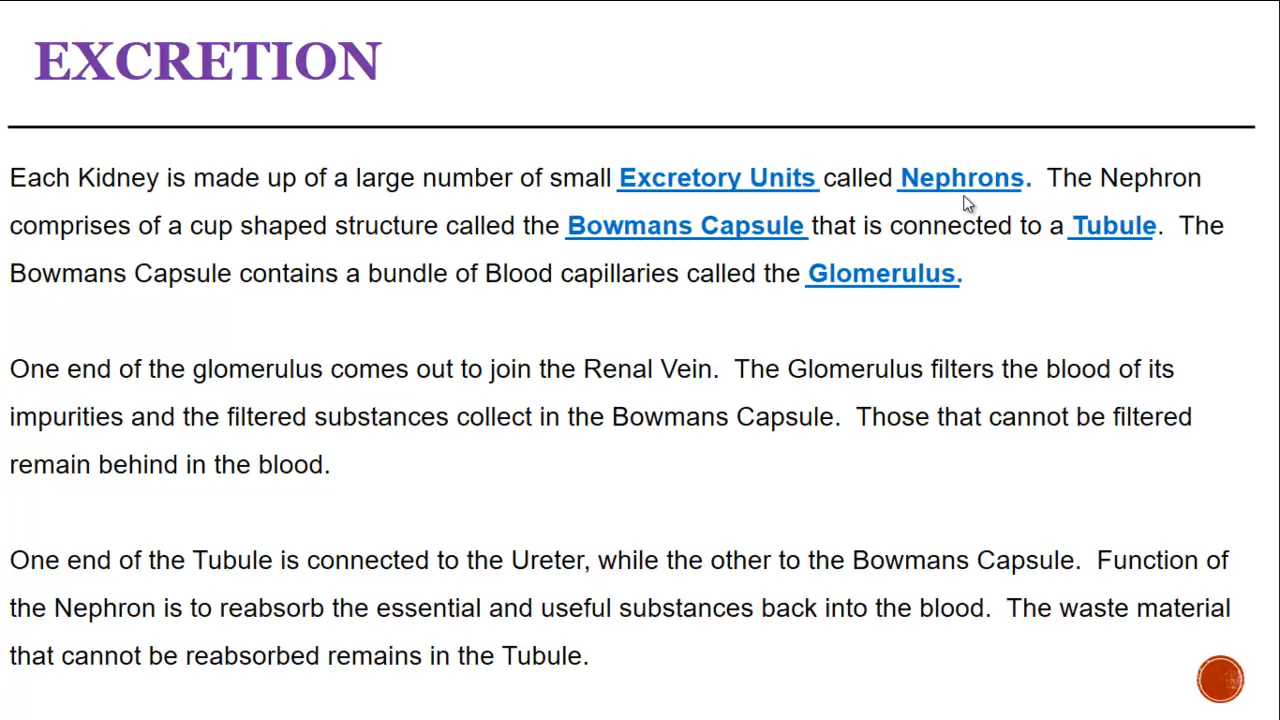 EXCRETION
Each Kidney is made up of a large number of small Excretory Units called Nephrons. The Nephron
comprises of a cup shaped structure called the Bowmans Capsule that is connected to a Tubule. The
Bowmans Capsule contains a bundle of Blood capillaries called the Glomerulus.
One end of the glomerulus comes out to join the Renal Vein. The Glomerulus filters the blood of its
impurities and the filtered substances collect in the Bowmans Capsule. Those that cannot be filtered
remain behind in the blood.
One end of the Tubule is connected to the Ureter, while the other to the Bowmans Capsule. Function of
the Nephron is to reabsorb the essential and useful substances back into the blood. The waste material
that cannot be reabsorbed remains in the Tubule.